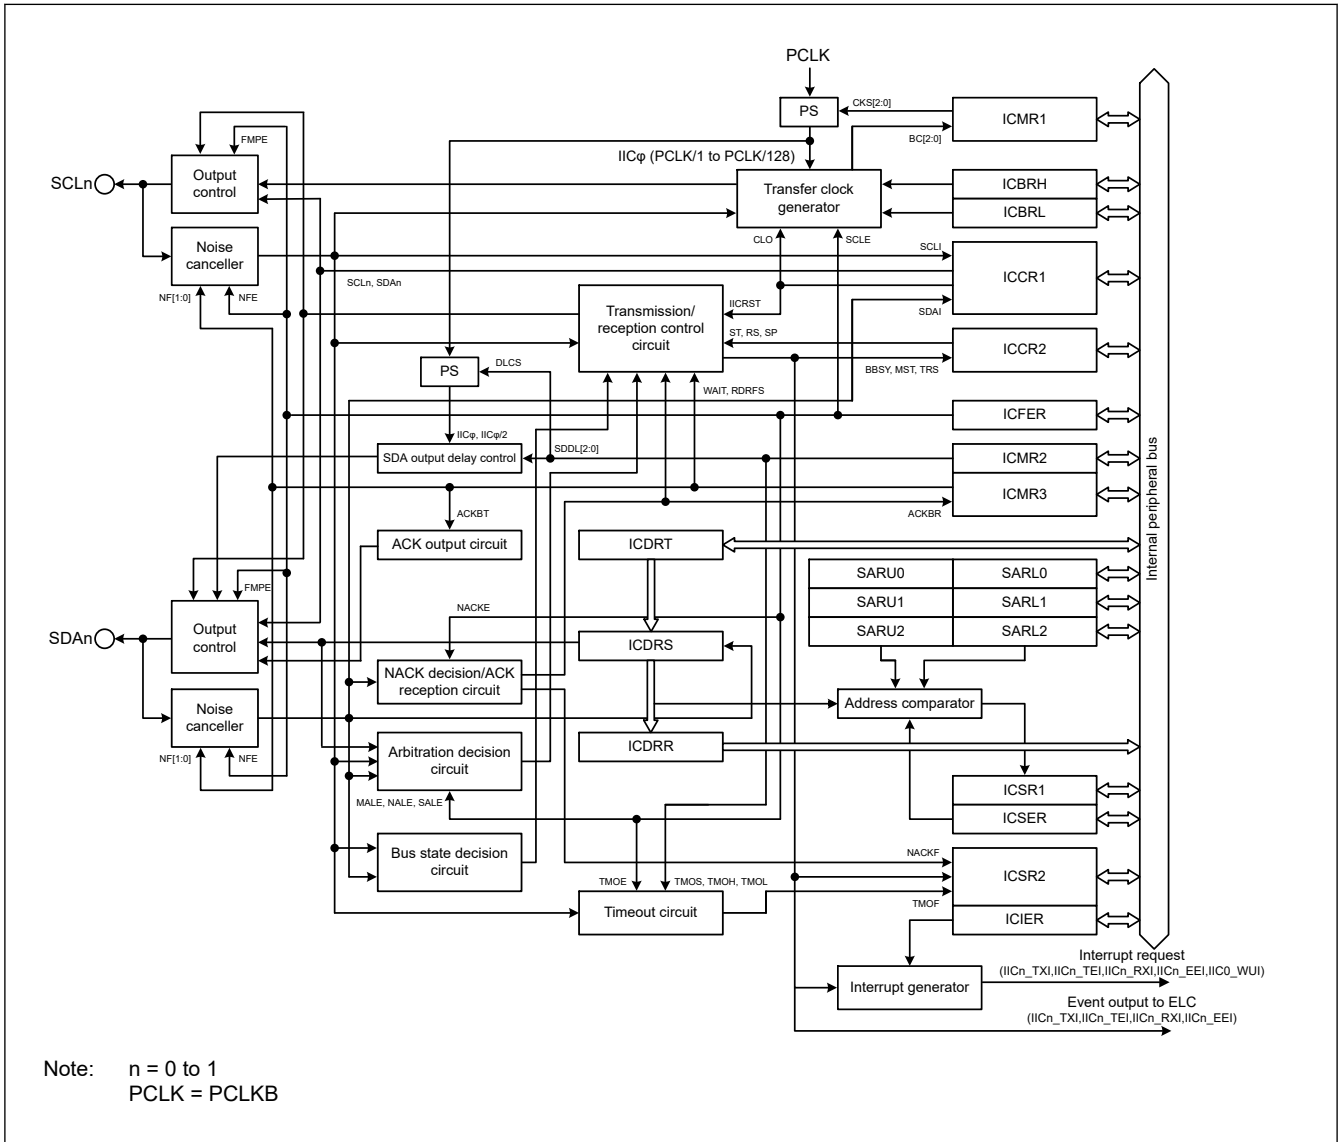 PCLK
PS
CKS[2:0]
ICMR1
BC[2:0]
FMPE
IICφ (PCLK/1 to PCLK/128)
SCLn
Output
control
Transfer clock
generator
ICBRH
ICBRL
Noise
canceller
CLO
SCLE
SCLI
ICCR1
SCLn, SDAn
NF[1:0]
NFE
IICRST
SDAI
Transmission/
reception control
circuit
ST, RS, SP
ICCR2
BBSY, MST, TRS
PS
DLCS
WAIT, RDRFS
ICFER
IICφ, IICφ/2
SDA output delay control
SDDL[2:0]
ICMR2
ICMR3
ACKBT
ACKBR
ACK output circuit
ICDRT
Internal peripheral bus
SARU0
SARL0
SARU1
SARL1
SARU2
SARL2
FMPE
NACKE
SDAn
Output
control
ICDRS
NACK decision/ACK
reception circuit
Address comparator
Noise
canceller
NF[1:0]
NFE
Arbitration decision
circuit
ICDRR
MALE, NALE, SALE
ICSR1
ICSER
Bus state decision
circuit
NACKF
ICSR2
TMOE
TMOS, TMOH, TMOL
TMOF
Timeout circuit
ICIER
Interrupt generator
Interrupt request
(IICn_TXI,IICn_TEI,IICn_RXI,IICn_EEI,IIC0_WUI)
Event output to ELC
(IICn_TXI,IICn_TEI,IICn_RXI,IICn_EEI)
Note: n = 0 to 1
PCLK = PCLKB